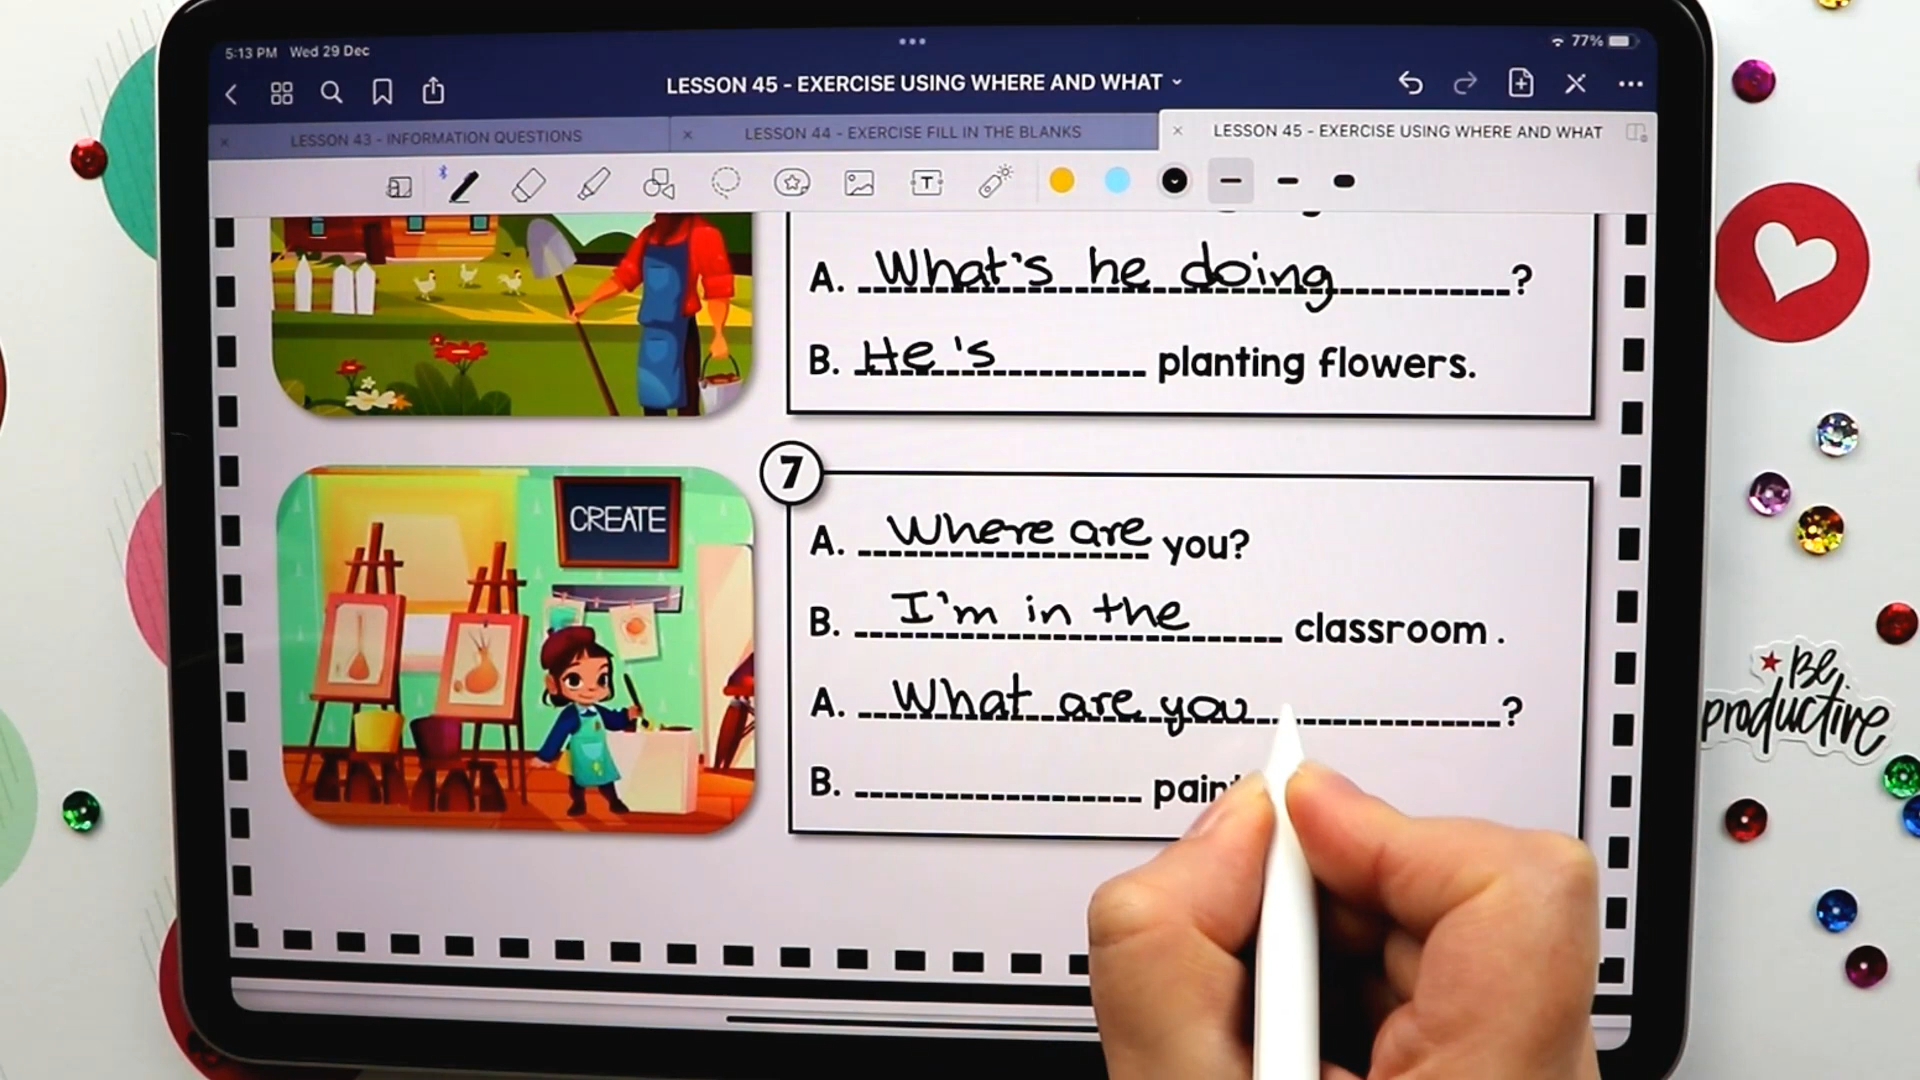 5:13 PM Wed 29 Dec
77%
LESSON 45 - EXERCISE USING WHERE AND WHAT
LESSON 43 - INFORMATION QUESTIONS
LESSON 44 - EXERCISE FILL IN THE BLANKS
LESSON 45 - EXERCISE USING WHERE AND WHAT
A. What's he doing?
B. He's planting flowers.
7
CREATE
A. Where are you?
B. I'm in the classroom.
A. What are you ?
B.
Be
productive